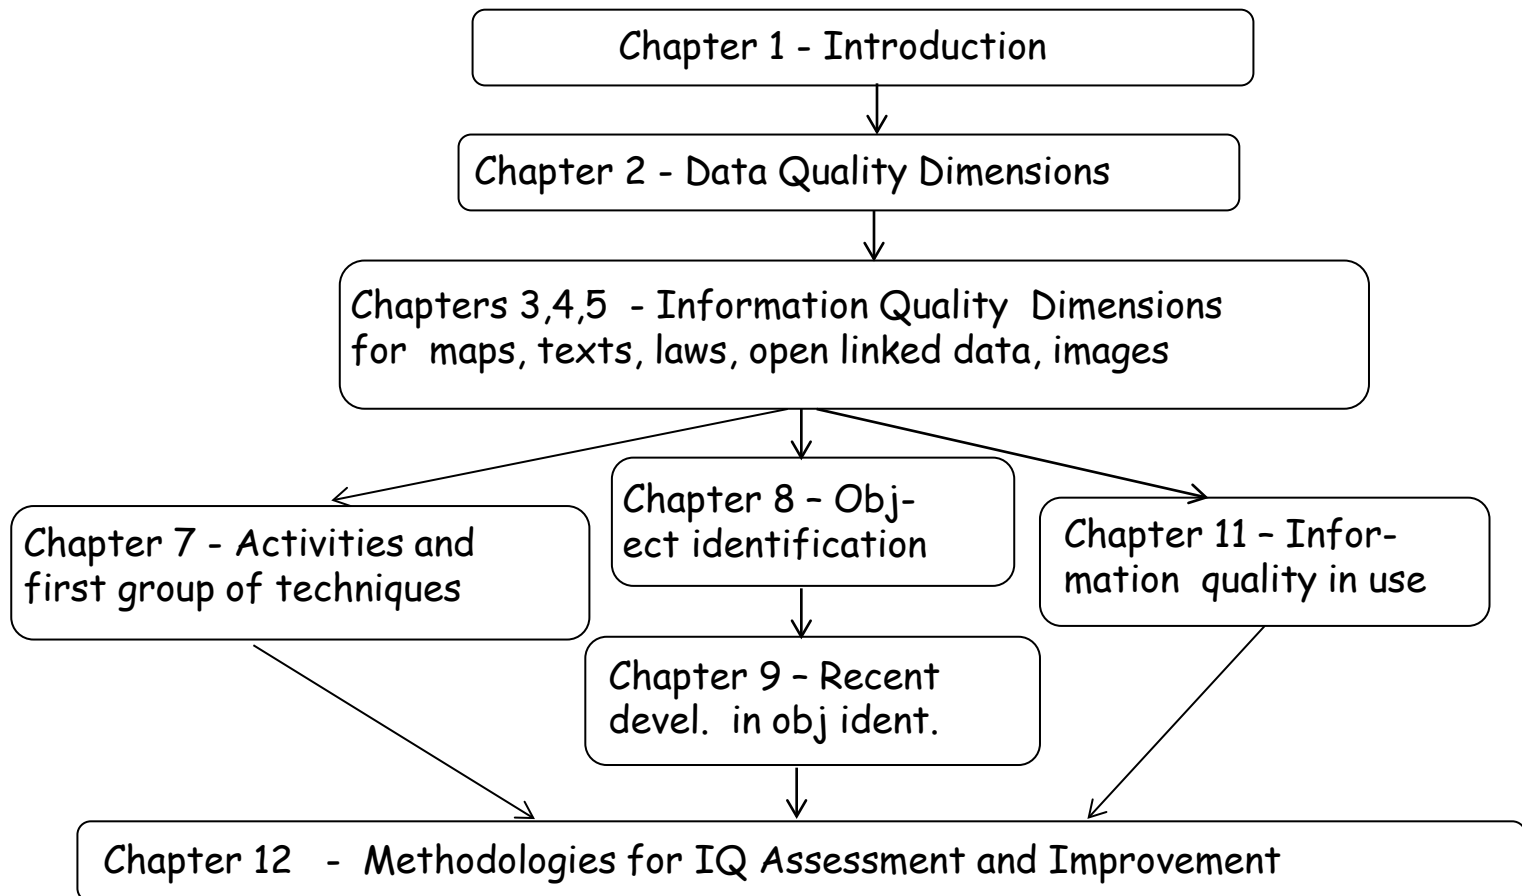 Chapter 1 - Introduction
Chapter 2 - Data Quality Dimensions
Chapters 3,4,5 - Information Quality Dimensions
for maps, texts, laws, open linked data, images
Chapter 7 - Activities and
first group of techniques
Chapter 8 – Obj-
ect identification
Chapter 11 – Infor-
mation quality in use
Chapter 9 – Recent
devel. in obj ident.
Chapter 12 - Methodologies for IQ Assessment and Improvement